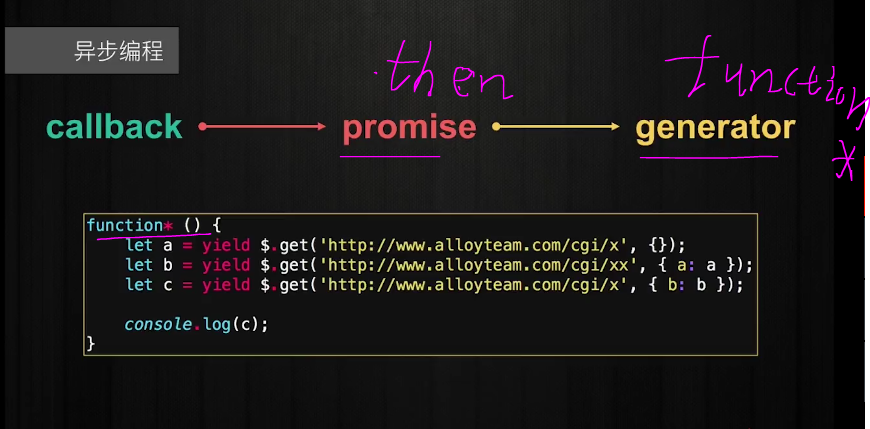 异步编程
.then
function
*
callback
promise
generator
function* () {
let a = yield $.get('http://www.alloyteam.com/cgi/x', {});
let b = yield $.get('http://www.alloyteam.com/cgi/xx', { a: a });
let c = yield $.get('http://www.alloyteam.com/cgi/x', { b: b });
console.log(c);
}